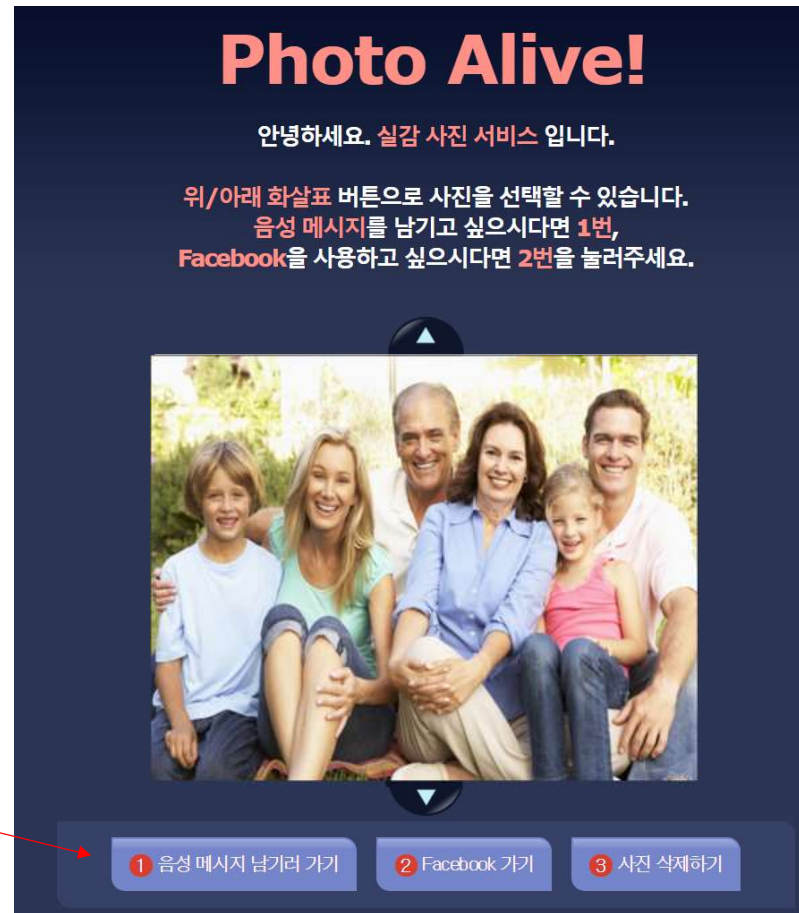 Photo Alive!
안녕하세요. 실감 사진 서비스 입니다.
위/아래 화살표 버튼으로 사진을 선택할 수 있습니다.
음성 메시지를 남기고 싶으시다면 1번,
Facebook을 사용하고 싶으시다면 2번을 눌러주세요.
1 음성 메시지 남기러 가기 2 Facebook 가기 3 사진 삭제하기